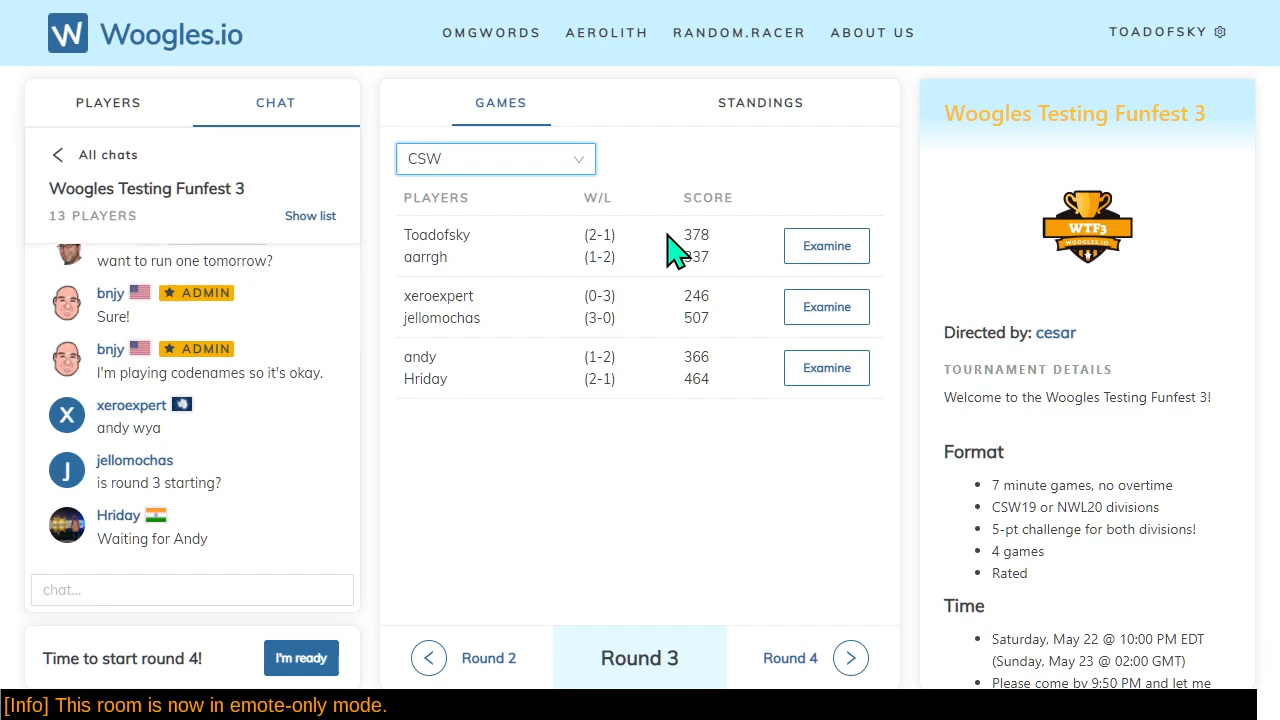 W Woogles.io
OMGWORDS AEROLITH RANDOM.RACER ABOUT US
TOADOFSKY
PLAYERS CHAT
All chats
Woogles Testing Funfest 3
13 PLAYERS Show list
want to run one tomorrow?
bnjy ADMIN
Sure!
bnjy ADMIN
I'm playing codenames so it's okay.
X xeroexpert
andy wya
J jellomochas
is round 3 starting?
Hriday
Waiting for Andy
chat...
Time to start round 4! I'm ready
GAMES STANDINGS
CSW
PLAYERS W/L SCORE
Toadofsky (2-1) 378
aarrgh (1-2) 337
Examine
xeroexpert (0-3) 246
jellomochas (3-0) 507
Examine
andy (1-2) 366
Hriday (2-1) 464
Examine
Round 2 Round 3 Round 4
Woogles Testing Funfest 3
WTF3
WOOGLES.IO
Directed by: cesar
TOURNAMENT DETAILS
Welcome to the Woogles Testing Funfest 3!
Format
7 minute games, no overtime
CSW19 or NWL20 divisions
5-pt challenge for both divisions!
4 games
Rated
Time
Saturday, May 22 @ 10:00 PM EDT
(Sunday, May 23 @ 02:00 GMT)
Please come by 9:50 PM and let me
[Info] This room is now in emote-only mode.